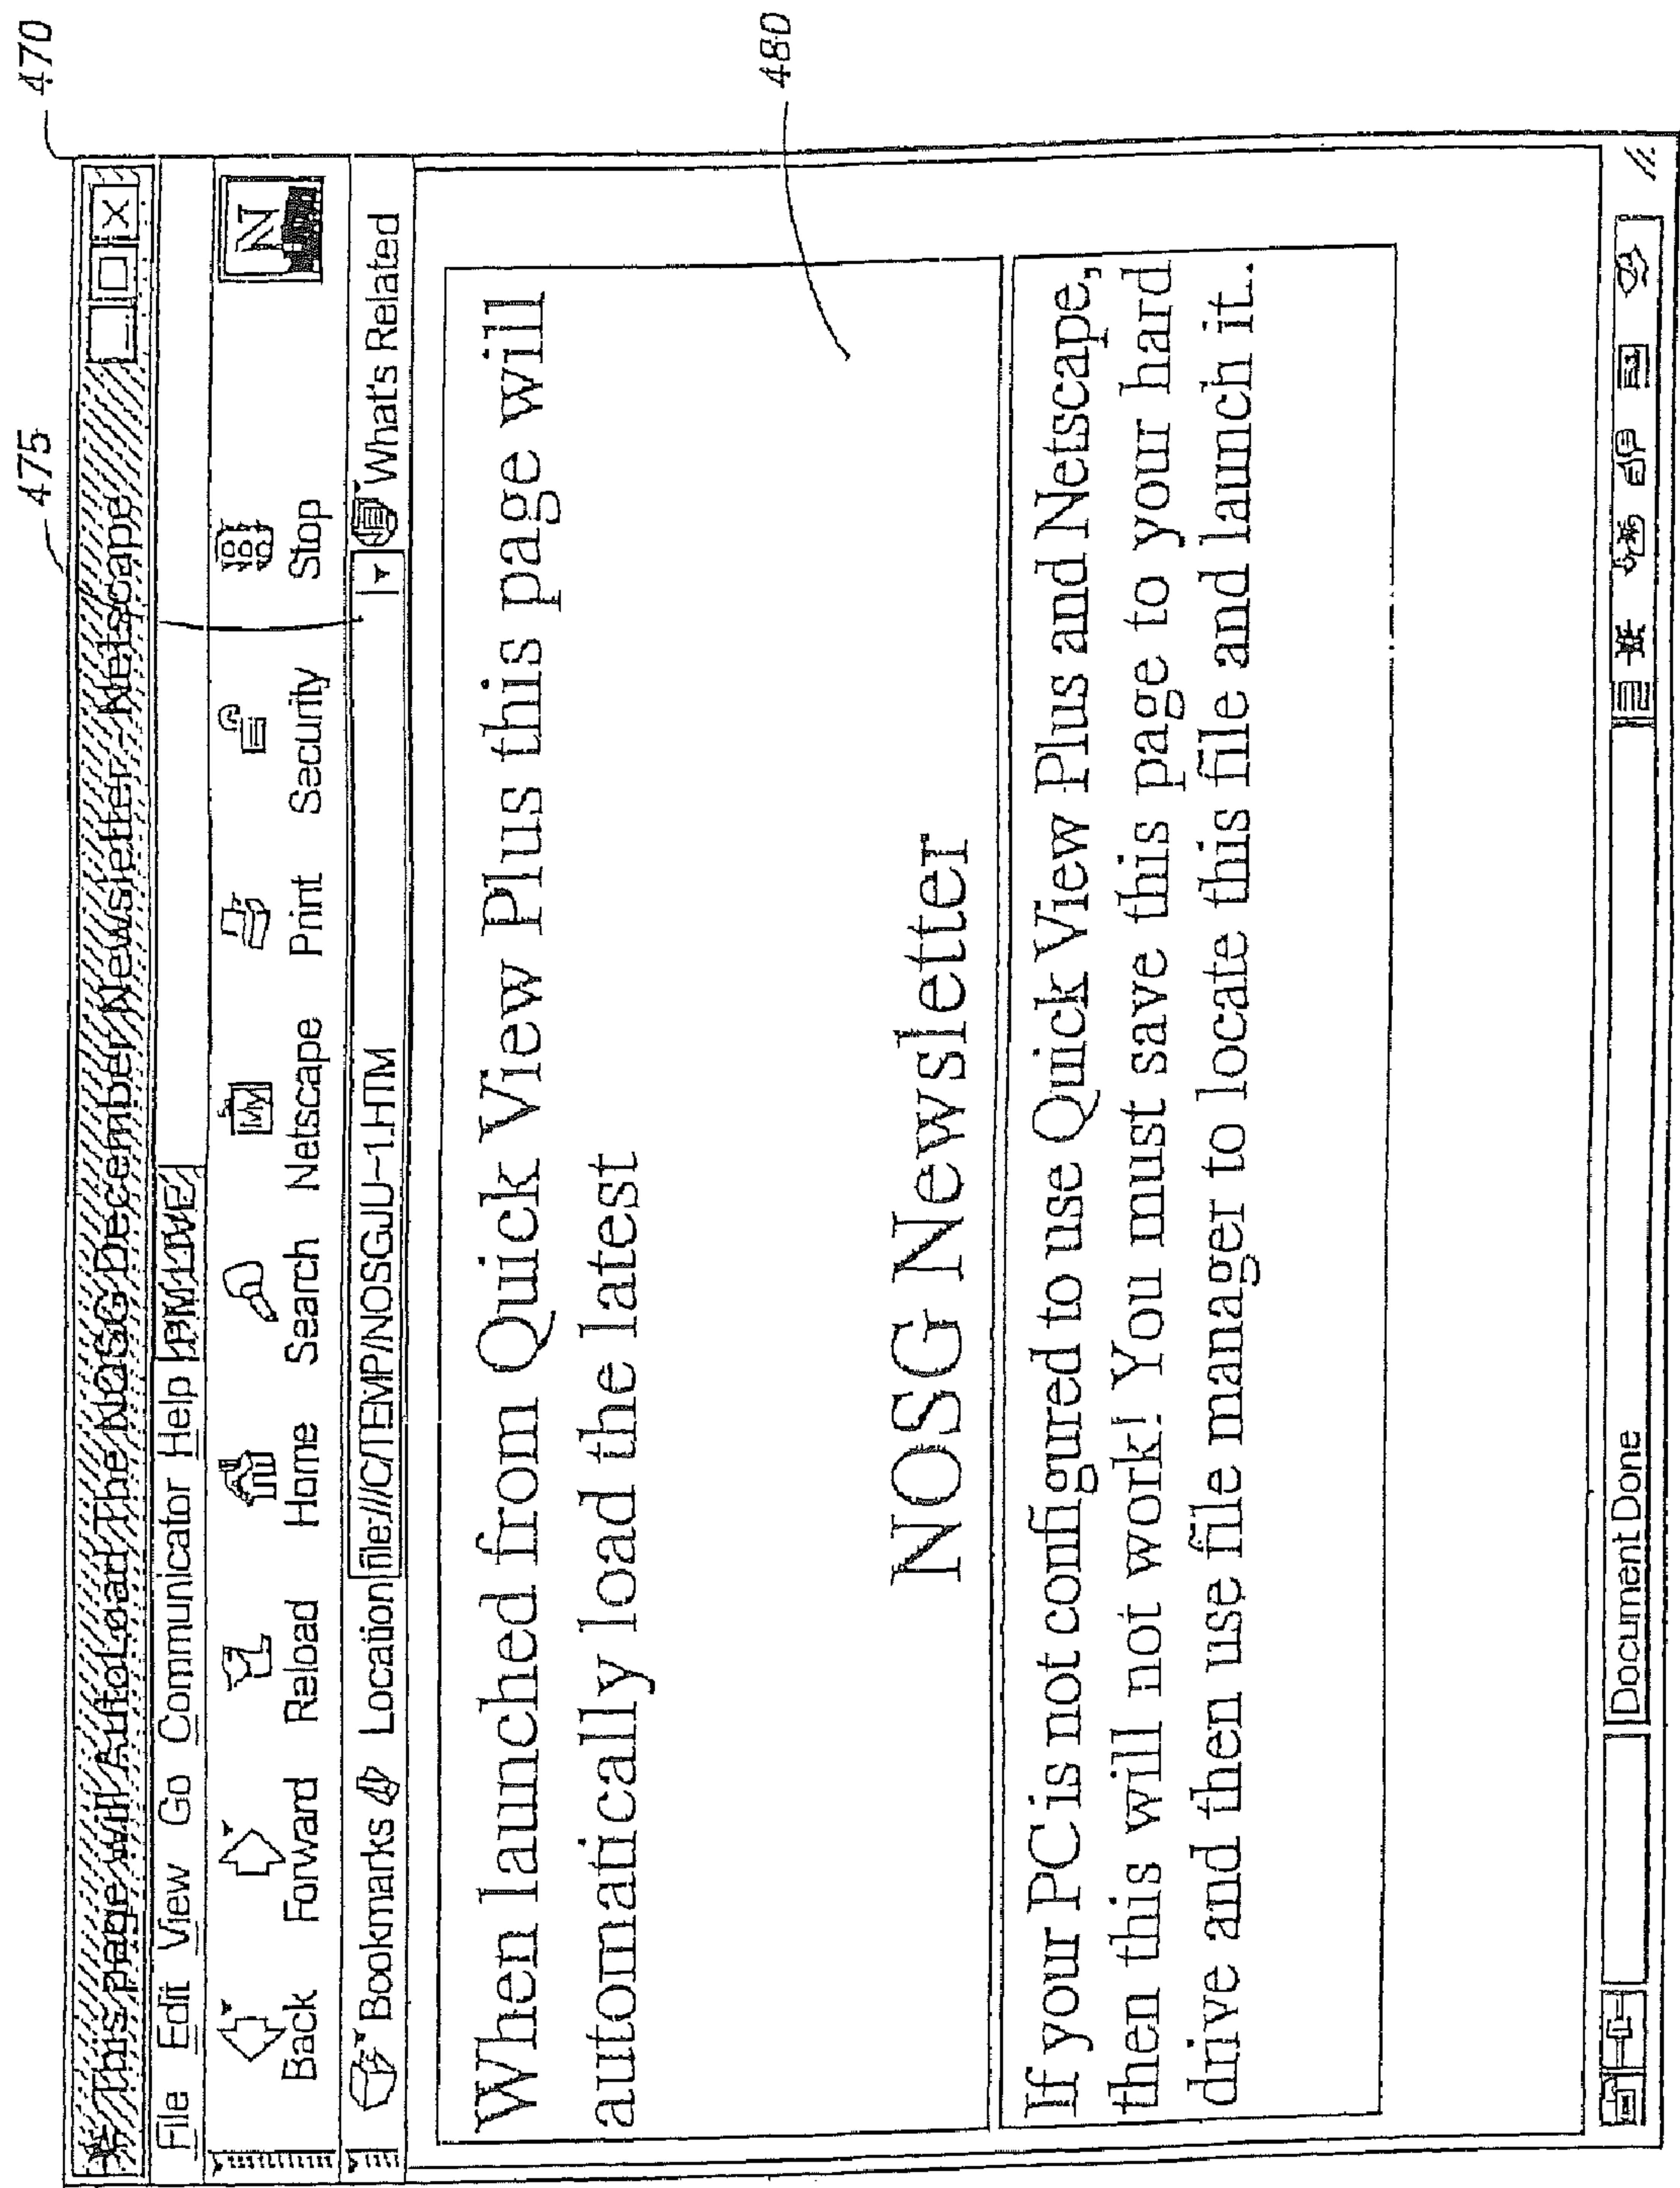 470
475
This page will AutoLoad The NOSG December Newsletter-Netscape
File Edit View Go Communicator Help
Back Forward Reload Home Search Netscape Print Security Stop
My
N
Bookmarks Location file:///C/TEMP/NOSGJU~1.HTM What's Related
When launched from Quick View Plus this page will
automatically load the latest
480
NOSG Newsletter
If your PC is not configured to use Quick View Plus and Netscape,
then this will not work! You must save this page to your hard
drive and then use file manager to locate this file and launch it..
Document Done